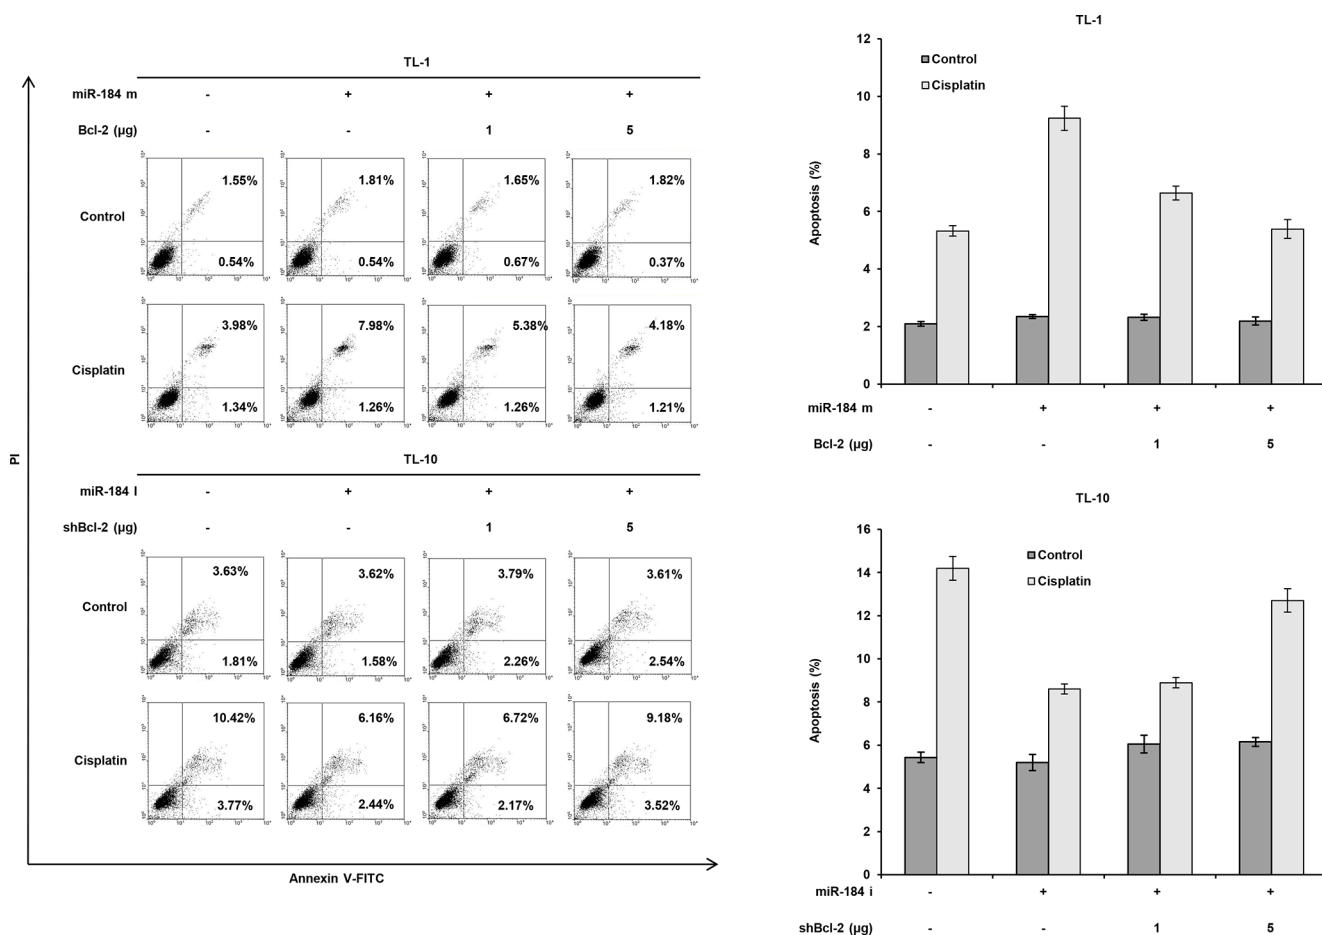 TL-1
miR-184 m - + + +
Bcl-2 (µg) - - 1 5
Control
1.55% 1.81% 1.65% 1.82%
0.54% 0.54% 0.67% 0.37%
Cisplatin
3.98% 7.98% 5.38% 4.18%
1.34% 1.26% 1.26% 1.21%
TL-10
miR-184 I - + + +
shBcl-2 (µg) - - 1 5
Control
3.63% 3.62% 3.79% 3.61%
1.81% 1.58% 2.26% 2.54%
Cisplatin
10.42% 6.16% 6.72% 9.18%
3.77% 2.44% 2.17% 3.52%
PI
Annexin V-FITC
TL-1
Apoptosis (%)
12
10
8
6
4
2
0
Control
Cisplatin
miR-184 m - + + +
Bcl-2 (µg) - - 1 5
TL-10
Apoptosis (%)
16
14
12
10
8
6
4
2
0
Control
Cisplatin
miR-184 i - + + +
shBcl-2 (µg) - - 1 5